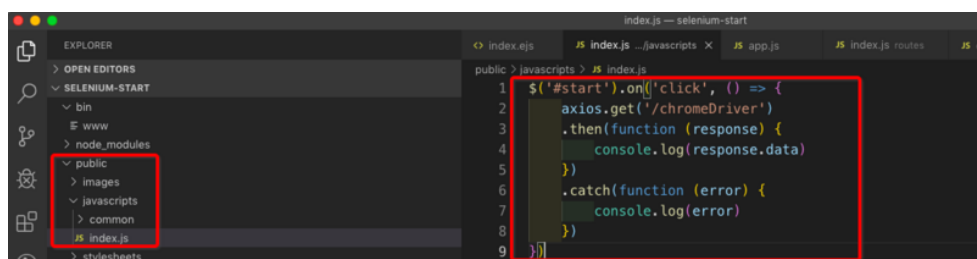 index.js — selenium-start
EXPLORER
index.ejs
JS index.js .../javascripts
JS app.js
JS index.js routes
JS
OPEN EDITORS
SELENIUM-START
bin
www
node_modules
public
images
javascripts
common
JS index.js
stylesheets
public > javascripts > JS index.js
1 $('#start').on('click', () => {
2 axios.get('/chromeDriver')
3 .then(function (response) {
4 console.log(response.data)
5 })
6 .catch(function (error) {
7 console.log(error)
8 })
9 })